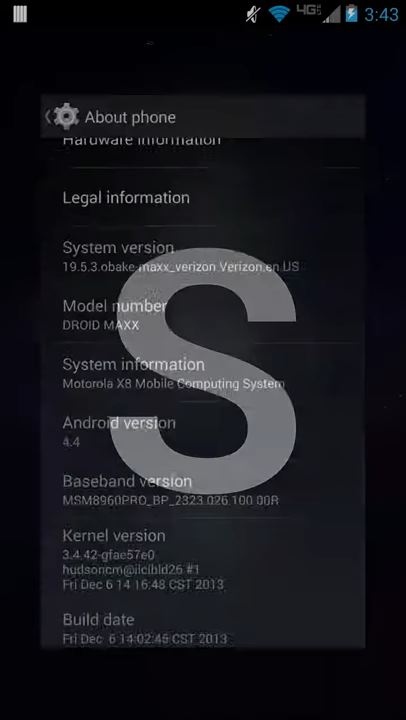 4G 3:43
About phone
Hardware information
Legal information
System version
19.5.3.obake-maxx_verizon.Verizon.en.US
Model number
DROID MAXX
System information
Motorola X8 Mobile Computing System
Android version
4.4
Baseband version
MSM8960PRO_BP_2323.026.100.00R
Kernel version
3.4.42-gfae57e0
hudsoncm@ilclbld26 #1
Fri Dec 6 14:16:48 CST 2013
Build date
Fri Dec 6 14:02:46 CST 2013
S